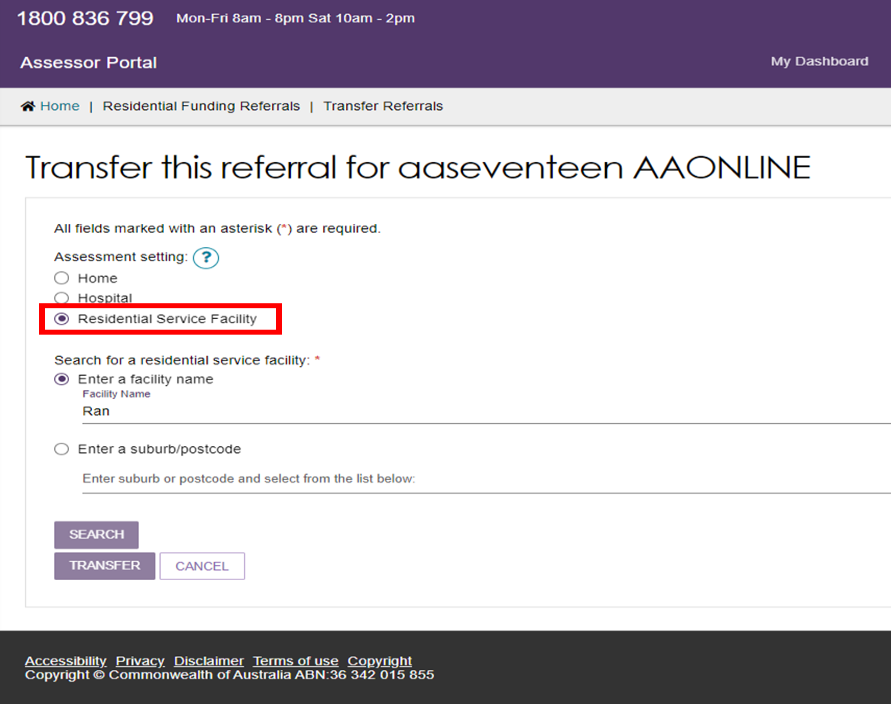 1800 836 799 Mon-Fri 8am - 8pm Sat 10am - 2pm
Assessor Portal My Dashboard
Home | Residential Funding Referrals | Transfer Referrals
Transfer this referral for aaseventeen AAONLINE
All fields marked with an asterisk (*) are required.
Assessment setting: ?
Home
Hospital
Residential Service Facility
Search for a residential service facility: *
Enter a facility name
Facility Name
Ran
Enter a suburb/postcode
Enter suburb or postcode and select from the list below:
SEARCH
TRANSFER CANCEL
Accessibility Privacy Disclaimer Terms of use Copyright
Copyright © Commonwealth of Australia ABN:36 342 015 855